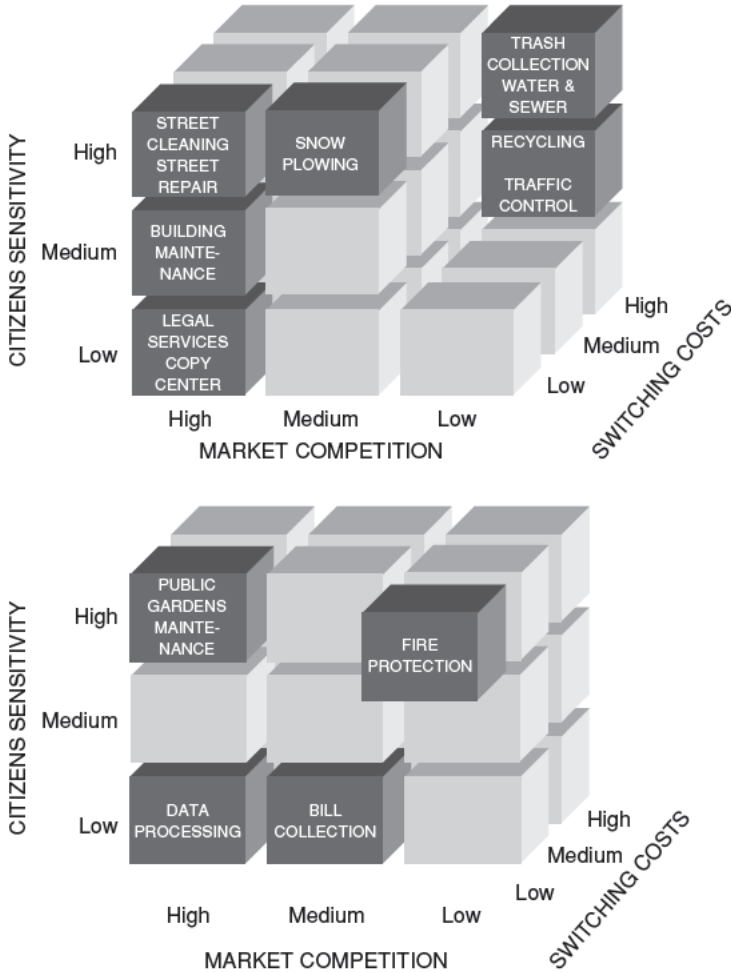 TRASH
COLLECTION
WATER &
SEWER
STREET
CLEANING
STREET
REPAIR
SNOW
PLOWING
RECYCLING
TRAFFIC
CONTROL
High
BUILDING
MAINTE-
NANCE
Medium
LEGAL
SERVICES
COPY
CENTER
Low
CITIZENS SENSITIVITY
High
Medium
Low
High
Medium
Low
MARKET COMPETITION
SWITCHING COSTS
PUBLIC
GARDENS
MAINTE-
NANCE
High
FIRE
PROTECTION
Medium
DATA
PROCESSING
BILL
COLLECTION
Low
CITIZENS SENSITIVITY
High
Medium
Low
High
Medium
Low
MARKET COMPETITION
SWITCHING COSTS